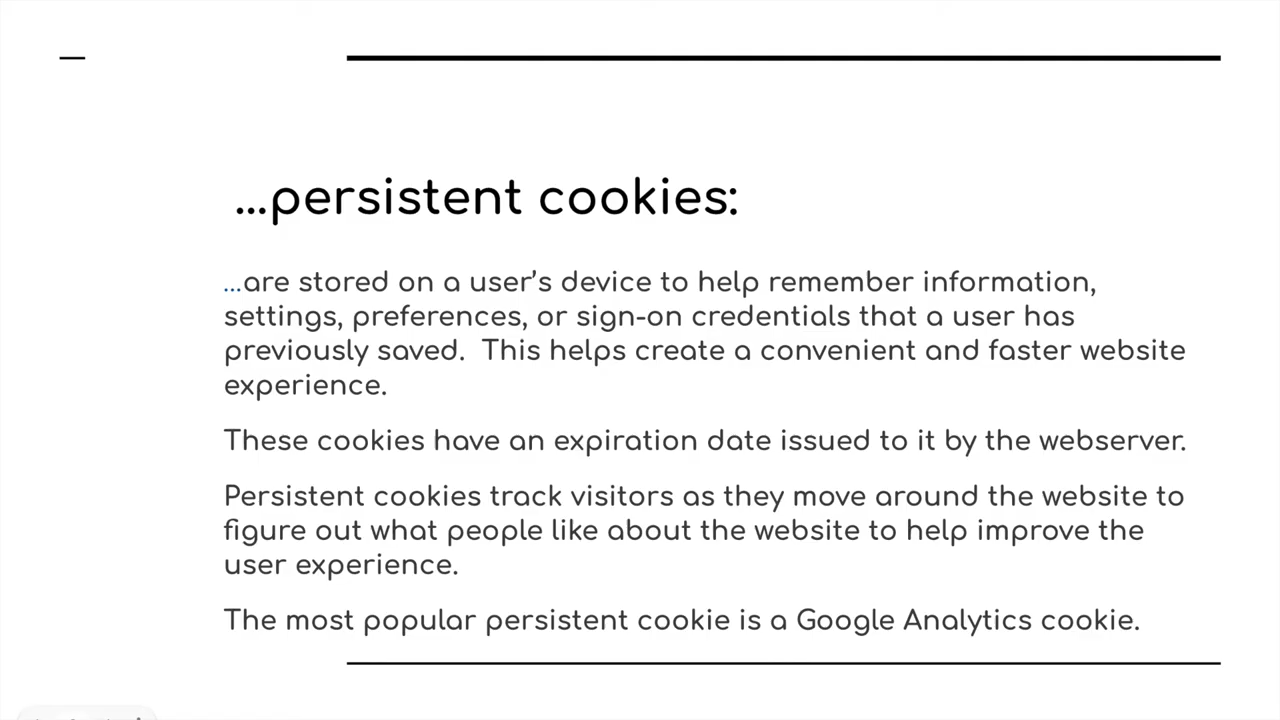 ...persistent cookies:
...are stored on a user’s device to help remember information,
settings, preferences, or sign-on credentials that a user has
previously saved.  This helps create a convenient and faster website
experience.
These cookies have an expiration date issued to it by the webserver.
Persistent cookies track visitors as they move around the website to
figure out what people like about the website to help improve the
user experience.
The most popular persistent cookie is a Google Analytics cookie.